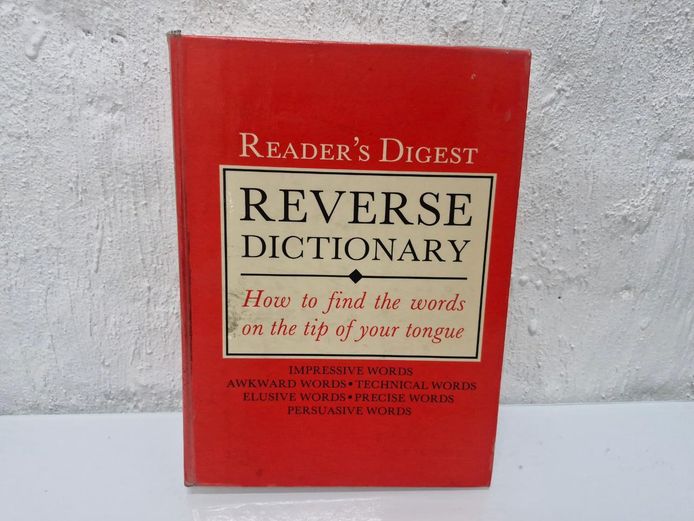 READER'S DIGEST
REVERSE
DICTIONARY
How to find the words
on the tip of your tongue
IMPRESSIVE WORDS
AWKWARD WORDS • TECHNICAL WORDS
ELUSIVE WORDS • PRECISE WORDS
PERSUASIVE WORDS